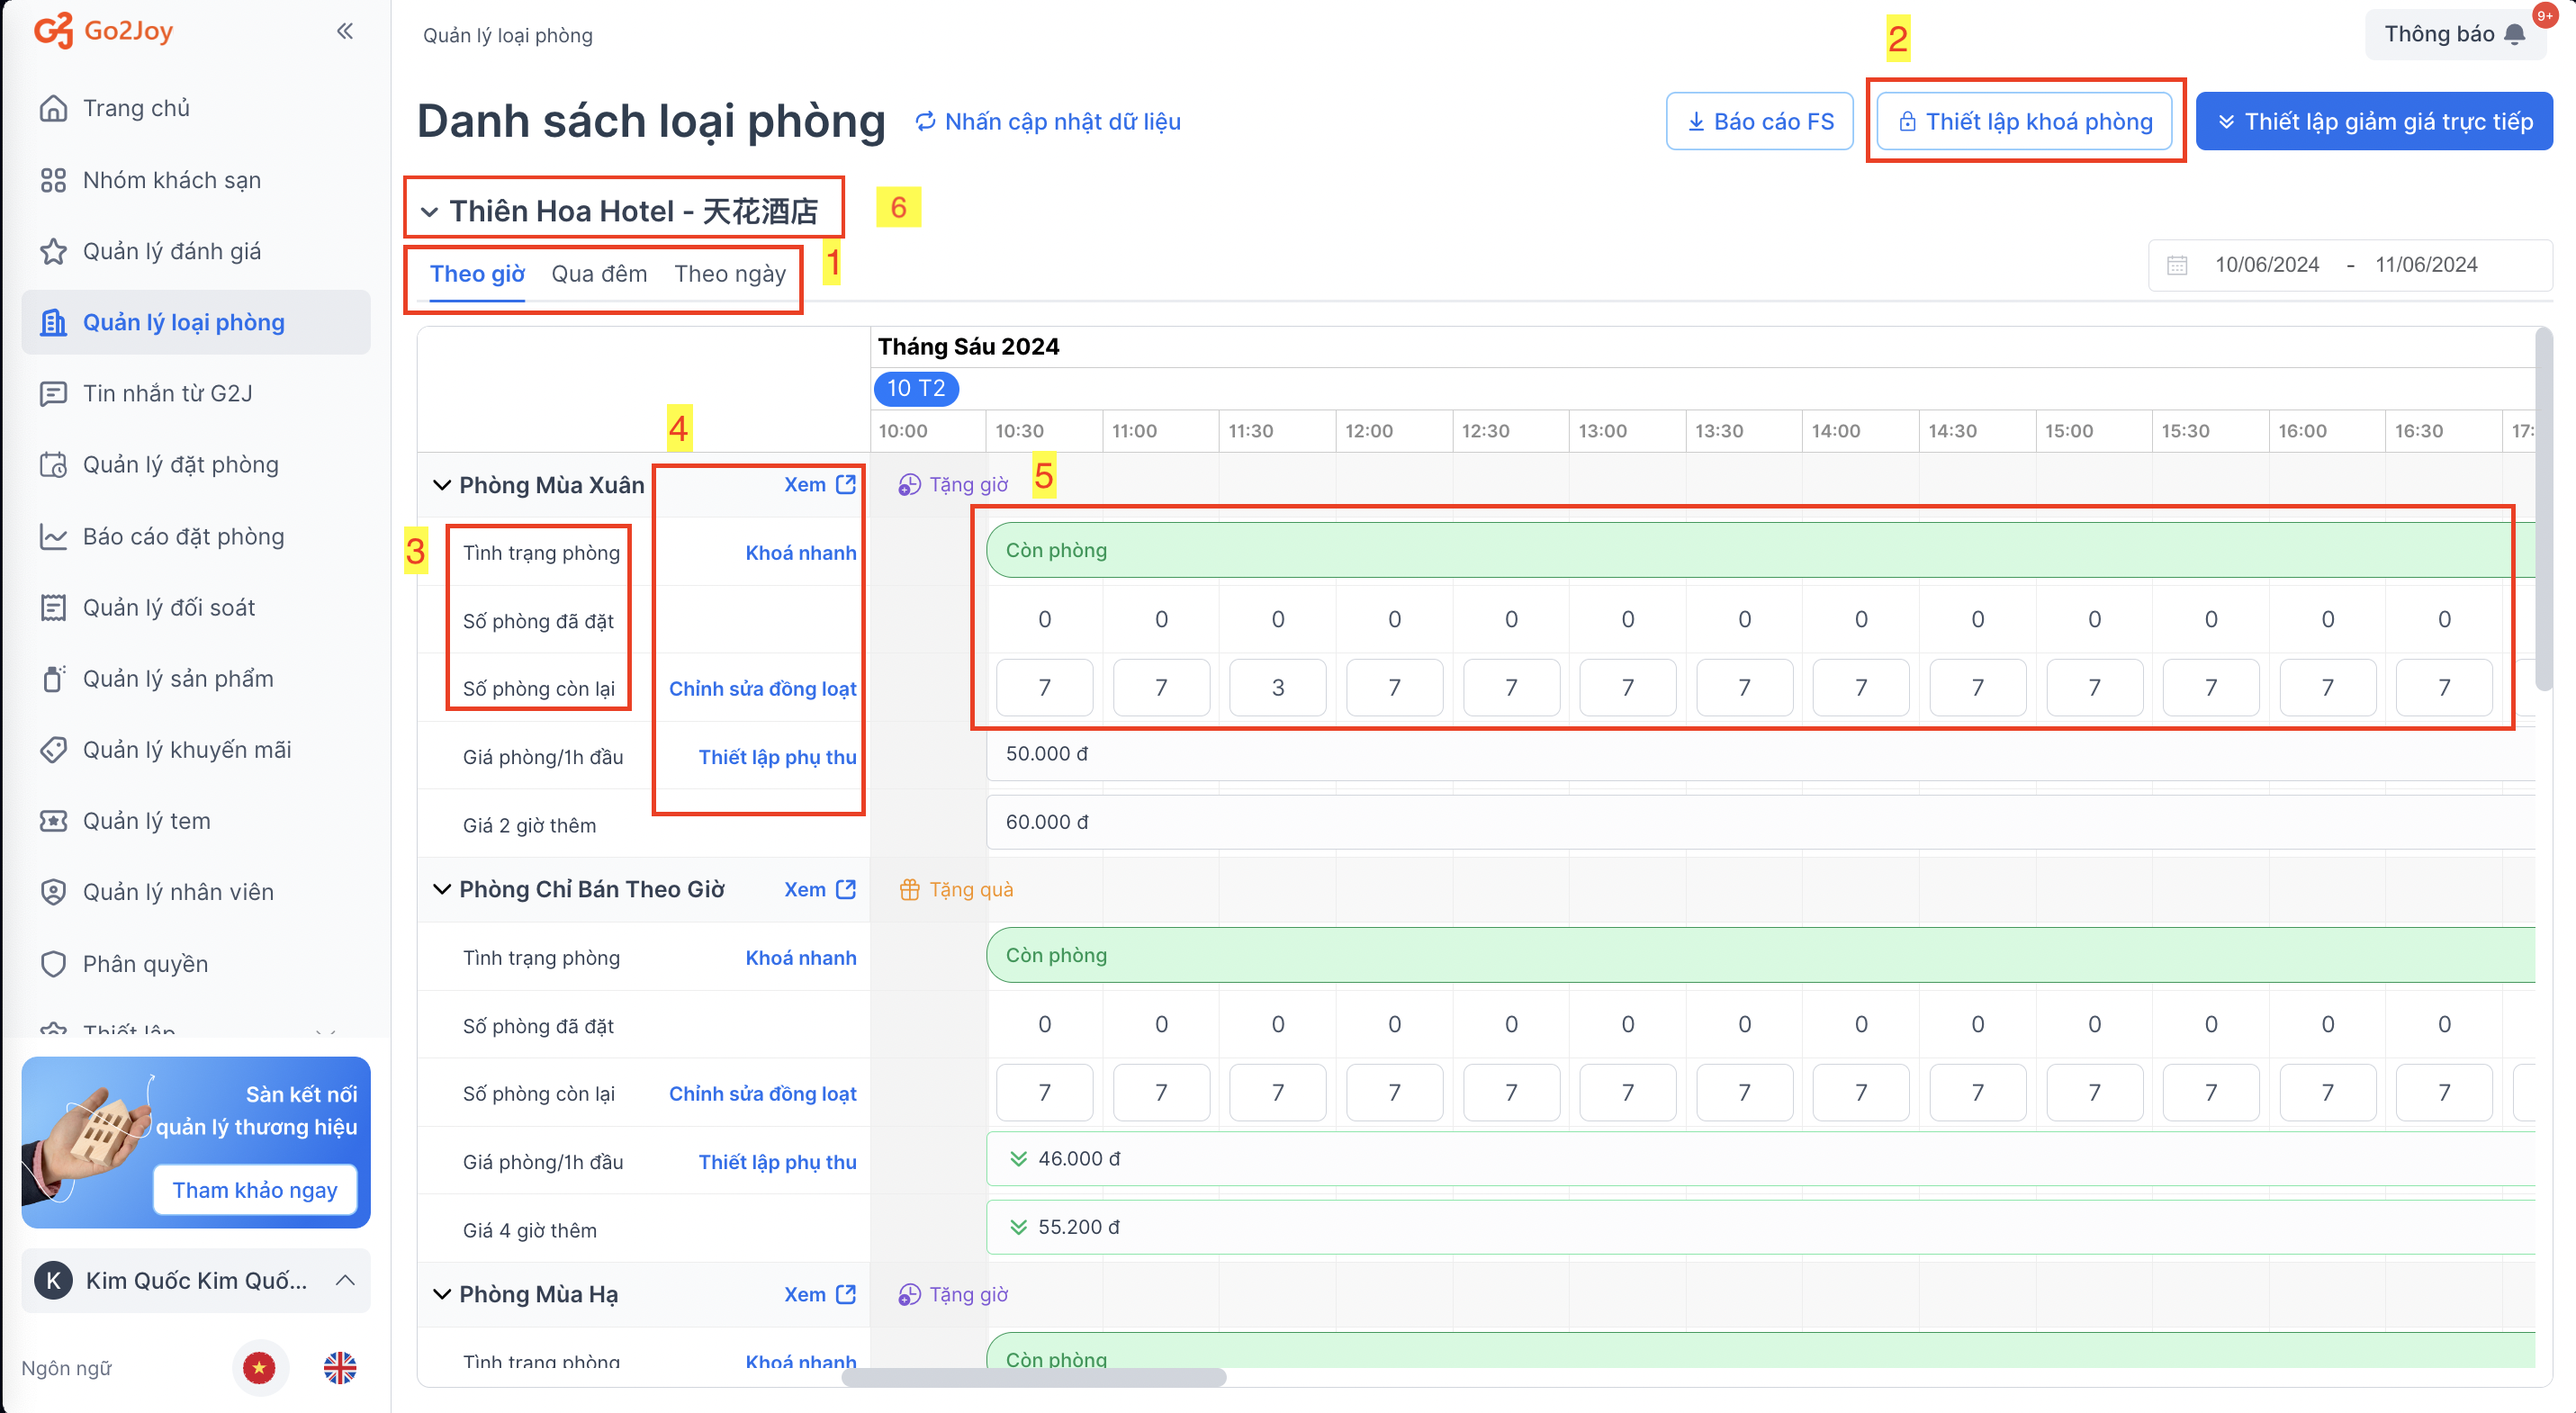 Go2Joy
Trang chủ
Nhóm khách sạn
Quản lý đánh giá
Quản lý loại phòng
Tin nhắn từ G2J
Quản lý đặt phòng
Báo cáo đặt phòng
Quản lý đối soát
Quản lý sản phẩm
Quản lý khuyến mãi
Quản lý tem
Quản lý nhân viên
Phân quyền
Thiết lập
Sàn kết nối
quản lý thương hiệu
Tham khảo ngay
K Kim Quốc Kim Quố...
Ngôn ngữ
Quản lý loại phòng
2
Thông báo 9+
Danh sách loại phòng Nhấn cập nhật dữ liệu Báo cáo FS Thiết lập khoá phòng Thiết lập giảm giá trực tiếp
Thiên Hoa Hotel - 天花酒店 6
Theo giờ Qua đêm Theo ngày 1
10/06/2024 - 11/06/2024
Tháng Sáu 2024
10 T2
4
10:00 10:30 11:00 11:30 12:00 12:30 13:00 13:30 14:00 14:30 15:00 15:30 16:00 16:30 17:
Phòng Mùa Xuân Xem Tặng giờ 5
3 Tình trạng phòng Khoá nhanh Còn phòng
Số phòng đã đặt 0 0 0 0 0 0 0 0 0 0 0 0 0
Số phòng còn lại Chỉnh sửa đồng loạt 7 7 3 7 7 7 7 7 7 7 7 7 7
Giá phòng/1h đầu Thiết lập phụ thu 50.000 đ
Giá 2 giờ thêm 60.000 đ
Phòng Chỉ Bán Theo Giờ Xem Tặng quà
Tình trạng phòng Khoá nhanh Còn phòng
Số phòng đã đặt 0 0 0 0 0 0 0 0 0 0 0 0 0
Số phòng còn lại Chỉnh sửa đồng loạt 7 7 7 7 7 7 7 7 7 7 7 7 7
Giá phòng/1h đầu Thiết lập phụ thu 46.000 đ
Giá 4 giờ thêm 55.200 đ
Phòng Mùa Hạ Xem Tặng giờ
Tình trạng phòng Khoá nhanh Còn phòng